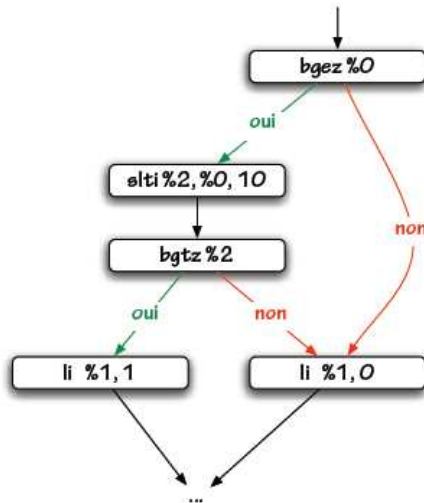 bgez %0
oui
slti %2, %0, 10
non
bgtz %2
oui
non
li %1, 1
li %1, 0
...